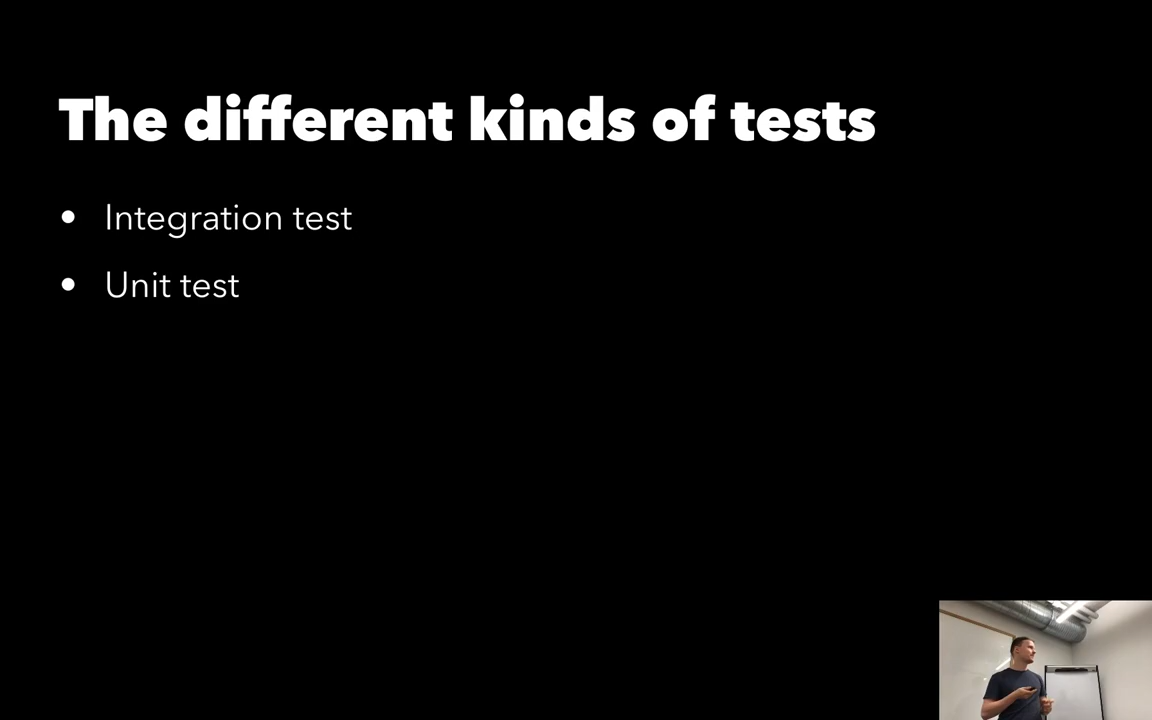 The different kinds of tests
• Integration test
• Unit test